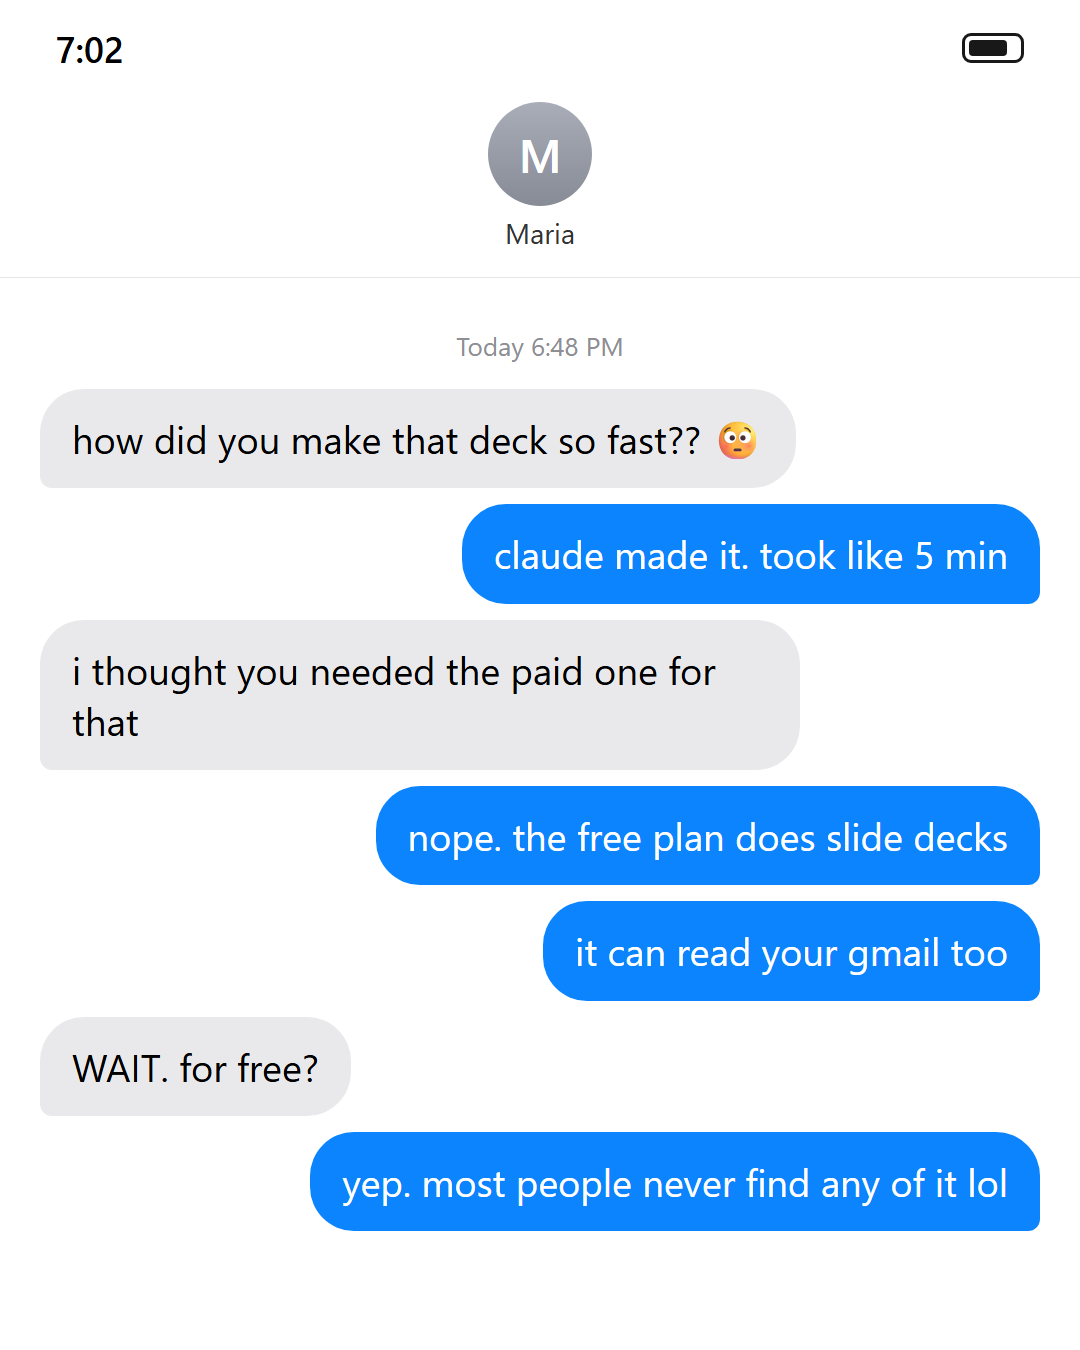 7:02
M
Maria
Today 6:48 PM
how did you make that deck so fast?? 😳
claude made it. took like 5 min
i thought you needed the paid one for
that
nope. the free plan does slide decks
it can read your gmail too
WAIT. for free?
yep. most people never find any of it lol